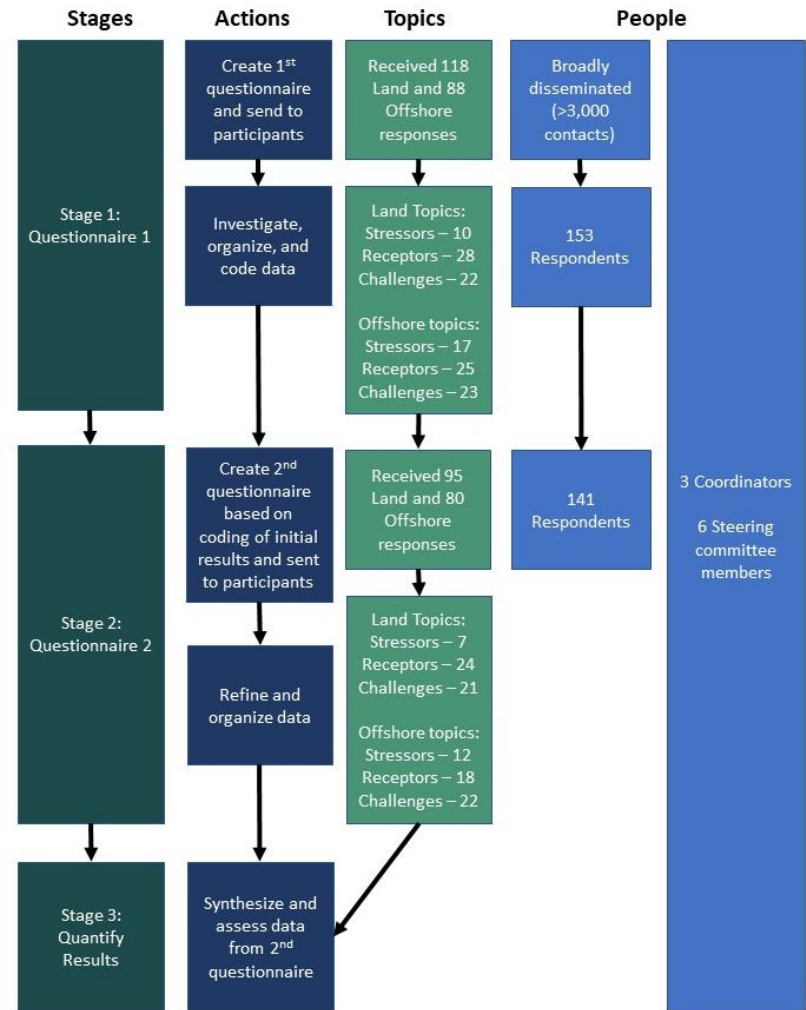 Stages
Actions
Topics
People
Stage 1:
Questionnaire 1
Stage 2:
Questionnaire 2
Stage 3:
Quantify
Results
Create 1st
questionnaire
and send to
participants
Investigate,
organize, and
code data
Create 2nd
questionnaire
based on
coding of initial
results and sent
to participants
Refine and
organize data
Synthesize and
assess data
from 2nd
questionnaire
Received 118
Land and 88
Offshore
responses
Land Topics:
Stressors – 10
Receptors – 28
Challenges – 22
Offshore topics:
Stressors – 17
Receptors – 25
Challenges – 23
Received 95
Land and 80
Offshore
responses
Land Topics:
Stressors – 7
Receptors – 24
Challenges – 21
Offshore topics:
Stressors – 12
Receptors – 18
Challenges – 22
Broadly
disseminated
(>3,000
contacts)
153
Respondents
141
Respondents
3 Coordinators
6 Steering
committee
members